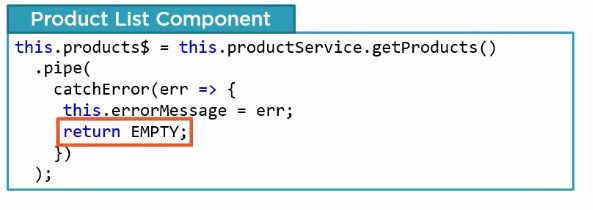 Product List Component
this.products$ = this.productService.getProducts()
  .pipe(
    catchError(err => {
     this.errorMessage = err;
     return EMPTY;
    })
  );